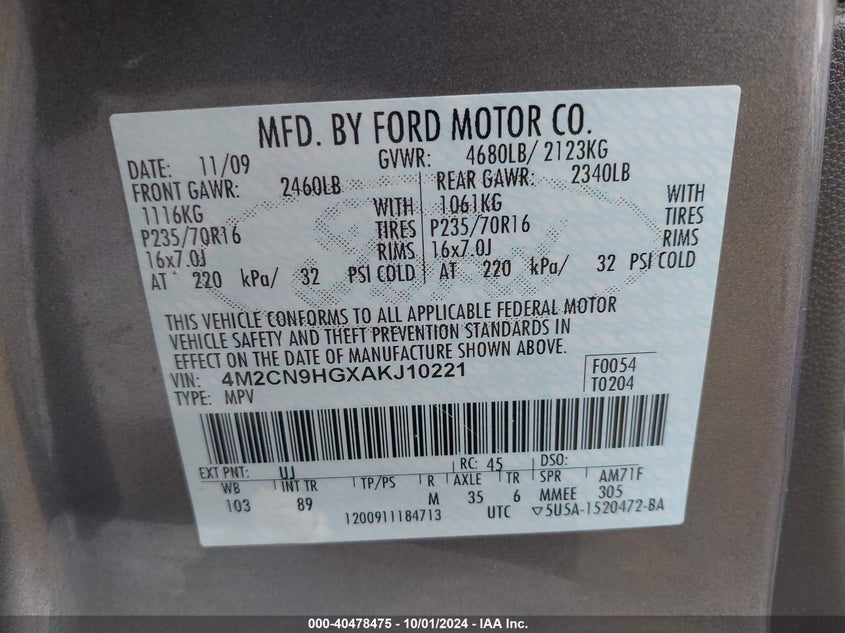 MFD. BY FORD MOTOR CO.
DATE: 11/09 GVWR: 4680LB/ 2123KG
FRONT GAWR: 2460LB REAR GAWR: 2340LB
1116KG WITH 1061KG WITH
P235/70R16 TIRES P235/70R16 TIRES
16x7.0J RIMS 16x7.0J RIMS
AT 220 kPa/ 32 PSI COLD AT 220 kPa/ 32 PSI COLD
THIS VEHICLE CONFORMS TO ALL APPLICABLE FEDERAL MOTOR
VEHICLE SAFETY AND THEFT PREVENTION STANDARDS IN
EFFECT ON THE DATE OF MANUFACTURE SHOWN ABOVE.
VIN: 4M2CN9HGXAKJ10221 F0054
TYPE: MPV T0204
EXT PNT: UJ RC: 45 DSO:
WB INT TR TP/PS R AXLE TR SPR AM71F
103 89 M 35 6 MMEE 305
1200911184713 UTC ▽5U5A-1520472-BA
000-40478475 - 10/01/2024 - IAA Inc.